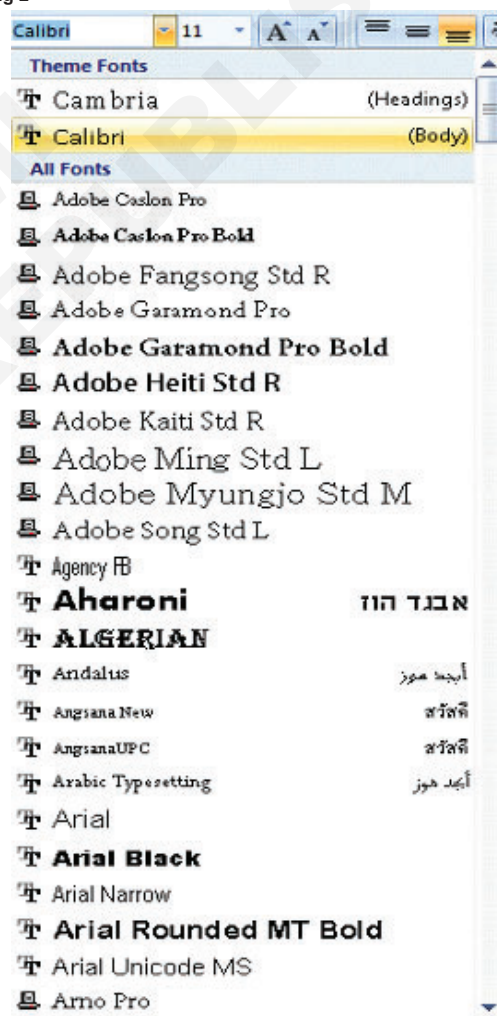 Calibri 11 A A
Theme Fonts
Cambria (Headings)
Calibri (Body)
All Fonts
Adobe Caslon Pro
Adobe Caslon Pro Bold
Adobe Fangsong Std R
Adobe Garamond Pro
Adobe Garamond Pro Bold
Adobe Heiti Std R
Adobe Kaiti Std R
Adobe Ming Std L
Adobe Myungjo Std M
Adobe Song Std L
Agency FB
Aharoni אבגד הוז
ALGERIAN
Andalus أبجد هوز
Angsana New สวัสดี
AngsanaUPC สวัสดี
Arabic Typesetting أبجد هوز
Arial
Arial Black
Arial Narrow
Arial Rounded MT Bold
Arial Unicode MS
Arno Pro